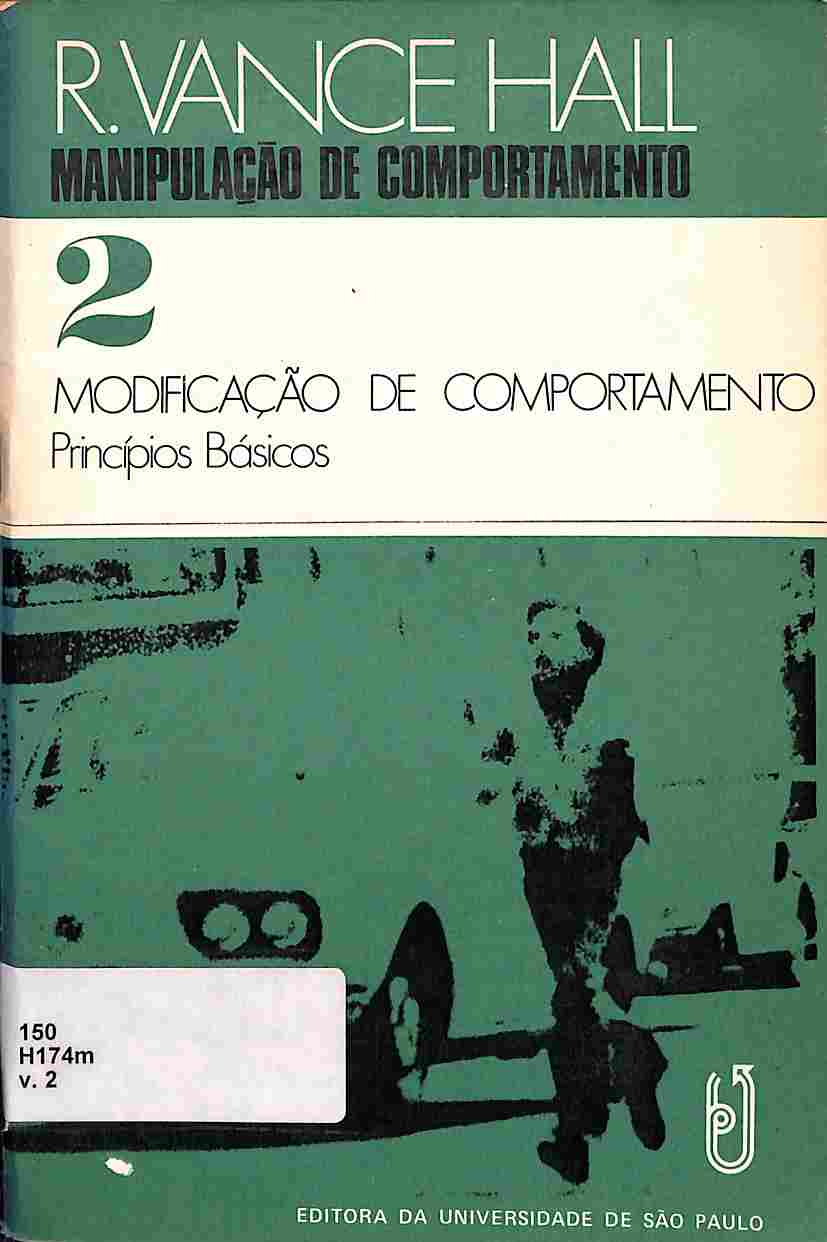 R. VANCE HALL
MANIPULAÇÃO DE COMPORTAMENTO
2
MODIFICAÇÃO DE COMPORTAMENTO
Princípios Básicos
150
H174m
v. 2
EDITORA DA UNIVERSIDADE DE SÃO PAULO